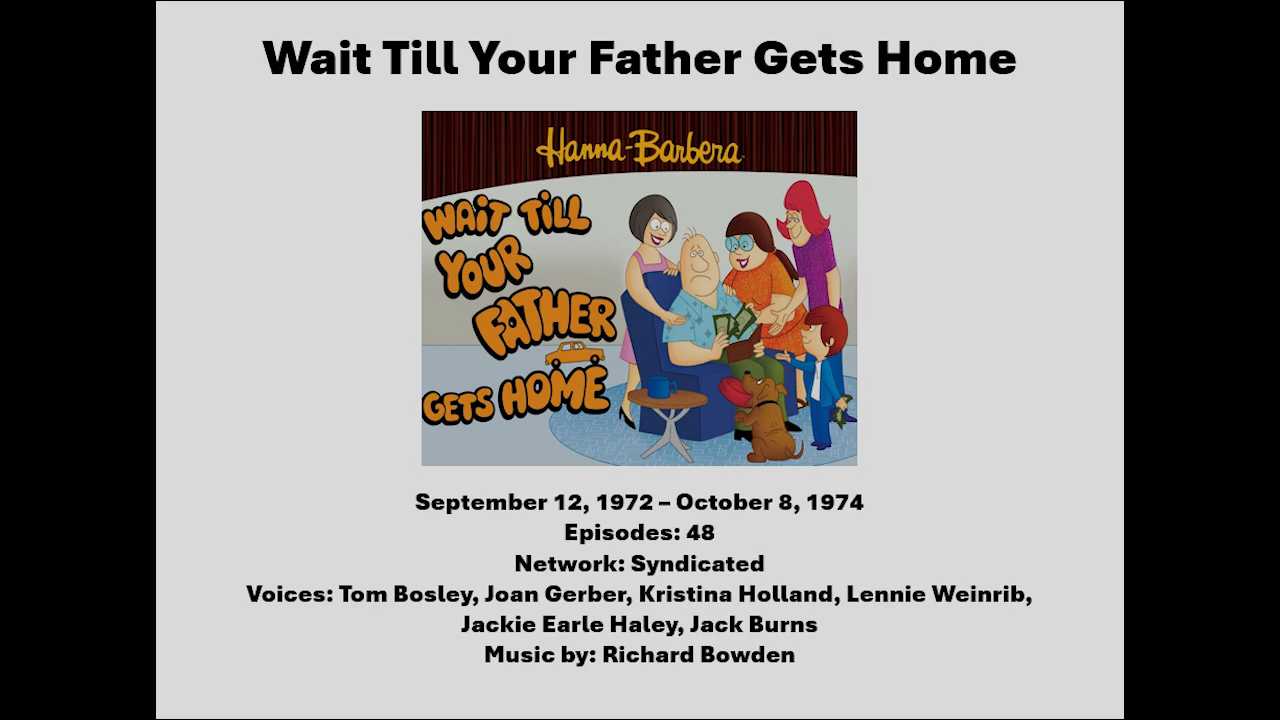 Wait Till Your Father Gets Home
Hanna-Barbera
WAIT TILL
YOUR
FATHER
GETS HOME
September 12, 1972 – October 8, 1974
Episodes: 48
Network: Syndicated
Voices: Tom Bosley, Joan Gerber, Kristina Holland, Lennie Weinrib,
Jackie Earle Haley, Jack Burns
Music by: Richard Bowden